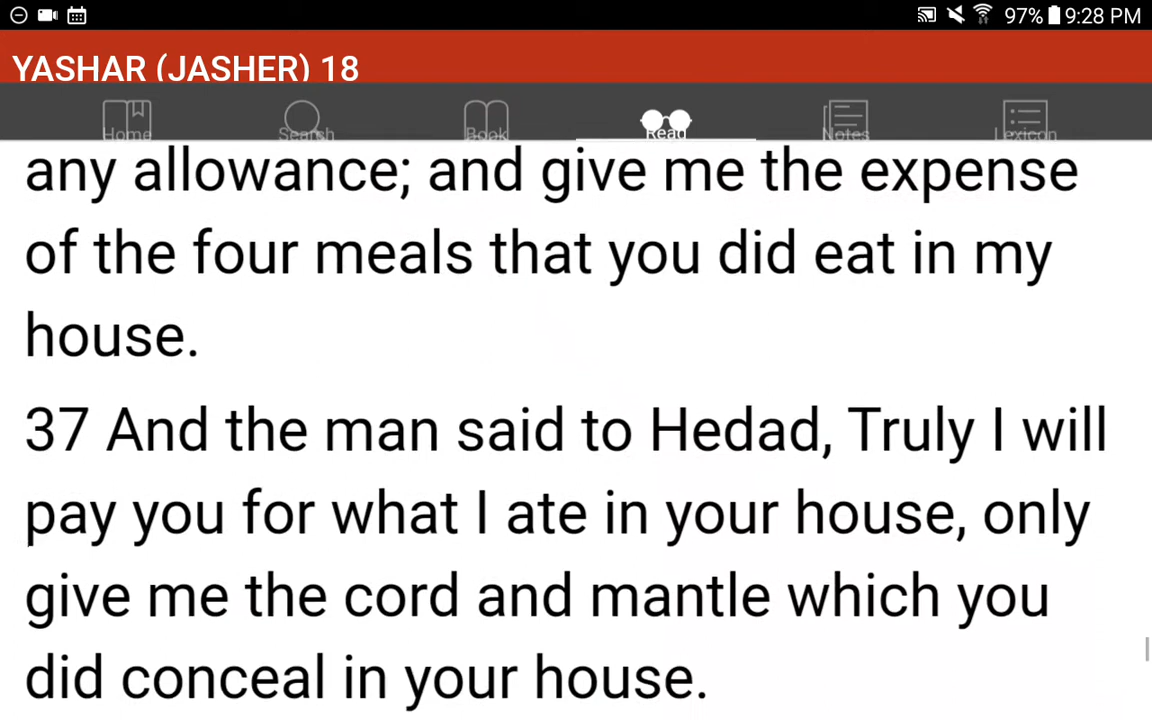 97% 9:28 PM
YASHAR (JASHER) 18
Home Search Book Read Notes Lexicon
any allowance; and give me the expense
of the four meals that you did eat in my
house.
37 And the man said to Hedad, Truly I will
pay you for what I ate in your house, only
give me the cord and mantle which you
did conceal in your house.